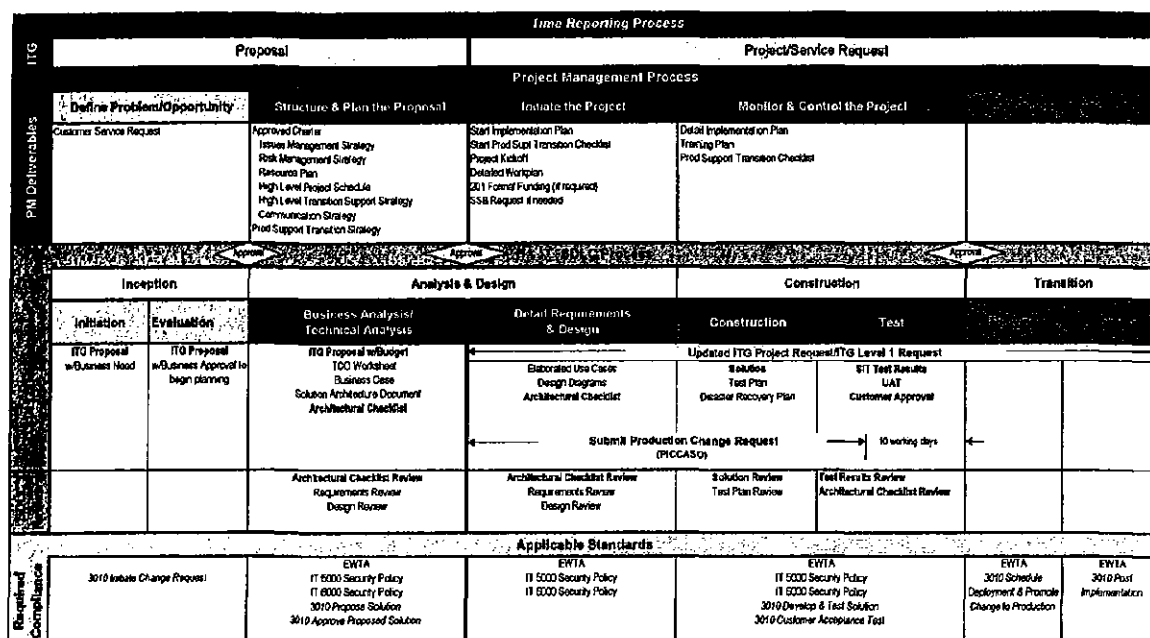 Time Reporting Process
ITG
Proposal
Project/Service Request
Project Management Process
PM Deliverables
Define Problem/Opportunity
Structure & Plan the Proposal
Initiate the Project
Monitor & Control the Project
Customer Service Request
Approved Charter
Issues Management Strategy
Risk Management Strategy
Resource Plan
High Level Project Schedule
High Level Transition Support Strategy
Communication Strategy
Prod Support Transition Strategy
Start Implementation Plan
Start Prod Supt Transition Checklist
Project Kickoff
Detailed Workplan
201 Formal Funding (if required)
SSB Request if needed
Detail Implementation Plan
Training Plan
Prod Support Transition Checklist
Approval
Approval
Approval
Inception
Analysis & Design
Construction
Transition
Initiation
Evaluation
Business Analysis/
Technical Analysis
Detail Requirements
& Design
Construction
Test
ITG Proposal
w/Business Need
ITG Proposal
w/Business Approval to
begin planning
ITG Proposal w/Budget
TCO Worksheet
Business Case
Solution Architecture Document
Architectural Checklist
Updated ITG Project Request/ITG Level 1 Request
Elaborated Use Cases
Design Diagrams
Architectural Checklist
Solution
Test Plan
Disaster Recovery Plan
SIT Test Results
UAT
Customer Approval
Submit Production Change Request
(PICCASO)
10 working days
Architectural Checklist Review
Requirements Review
Design Review
Architectural Checklist Review
Requirements Review
Design Review
Solution Review
Test Plan Review
Test Results Review
Architectural Checklist Review
Applicable Standards
Required
Compliance
3010 Initiate Change Request
EWTA
IT 5000 Security Policy
IT 6000 Security Policy
3010 Propose Solution
3010 Approve Proposed Solution
EWTA
IT 5000 Security Policy
IT 6000 Security Policy
EWTA
IT 5000 Security Policy
IT 6000 Security Policy
3010 Develop & Test Solution
3010 Customer Acceptance Test
EWTA
3010 Schedule
Deployment & Promote
Change to Production
EWTA
3010 Post
Implementation